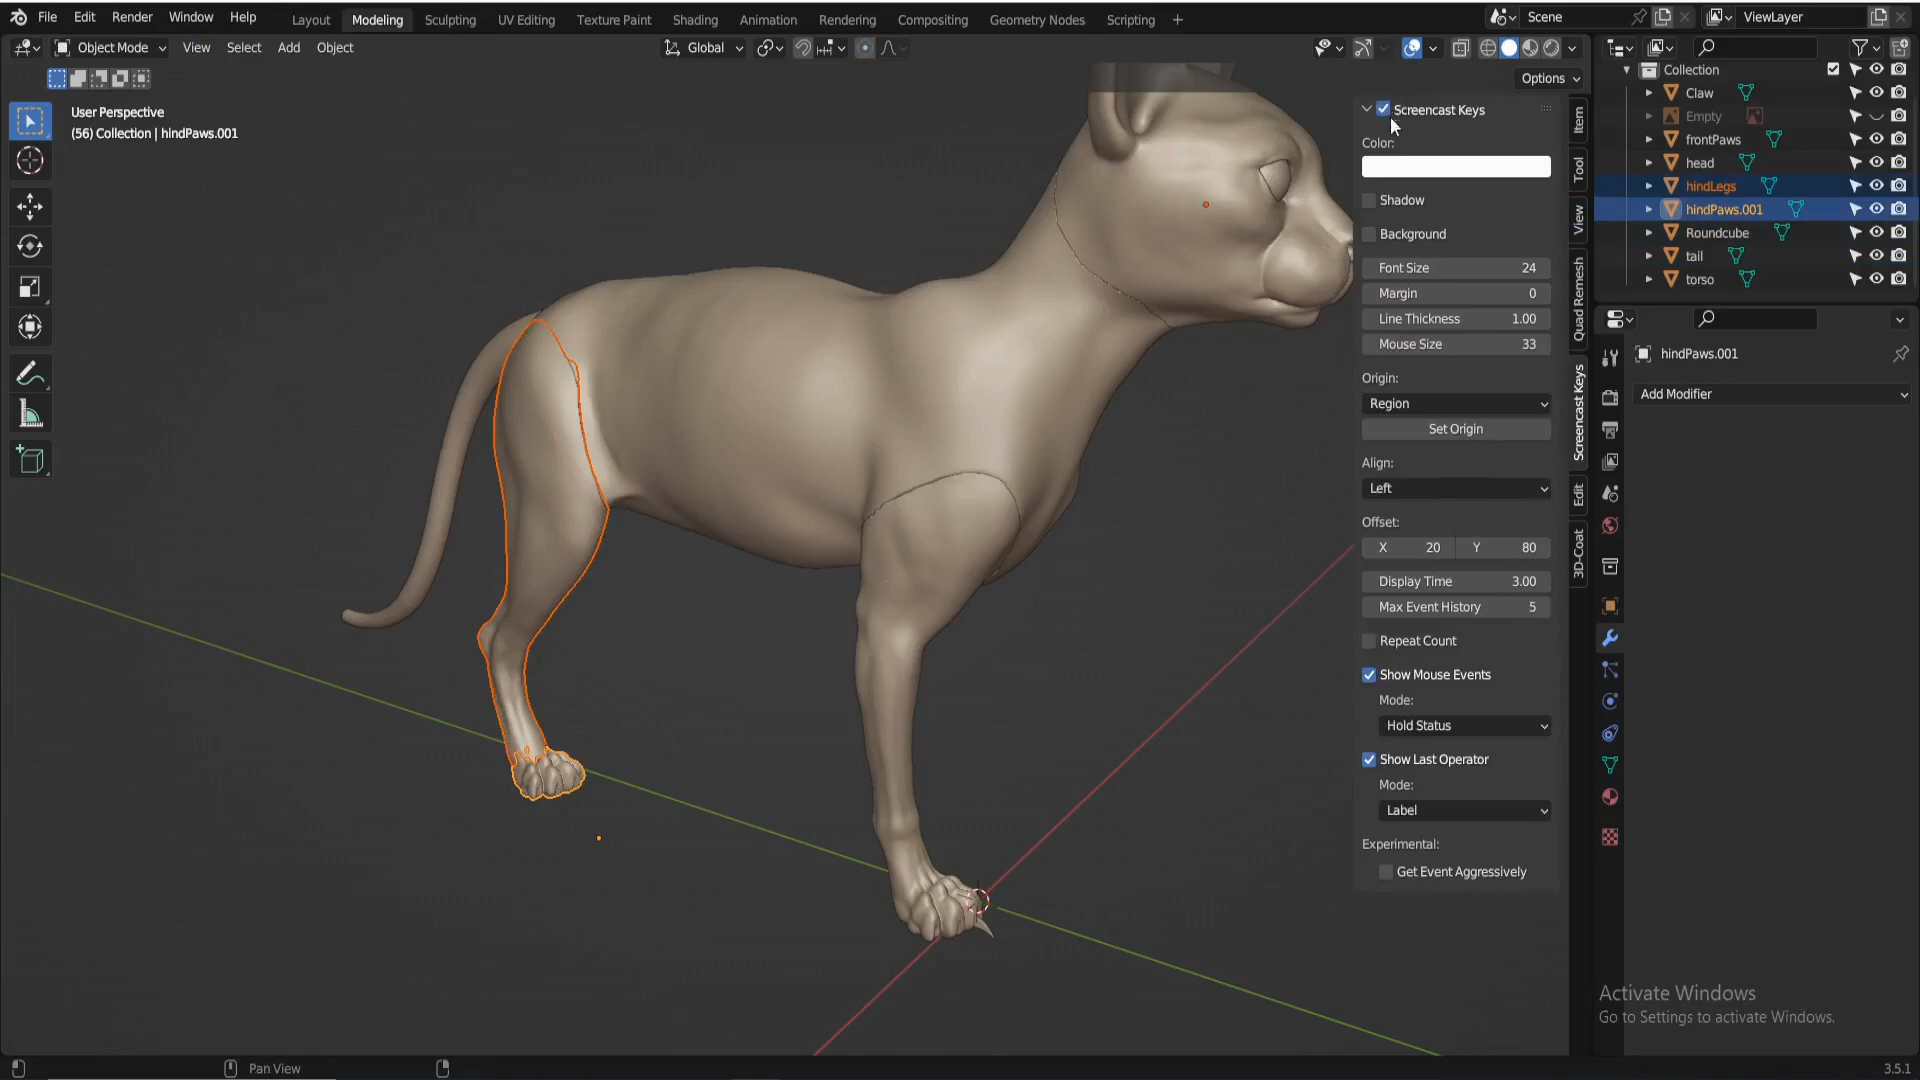 File Edit Render Window Help Layout Modeling Sculpting UV Editing Texture Paint Shading Animation Rendering Compositing Geometry Nodes Scripting + Scene ViewLayer
Object Mode View Select Add Object Global
Options
User Perspective
(56) Collection | hindPaws.001
Screencast Keys
Color:
Shadow
Background
Font Size 24
Margin 0
Line Thickness 1.00
Mouse Size 33
Origin:
Region
Set Origin
Align:
Left
Offset:
X 20 Y 80
Display Time 3.00
Max Event History 5
Repeat Count
Show Mouse Events
Mode:
Hold Status
Show Last Operator
Mode:
Label
Experimental:
Get Event Aggressively
Item
Tool
View
Quad Remesh
Screencast Keys
Edit
3D-Coat
Collection
Claw
Empty
frontPaws
head
hindLegs
hindPaws.001
Roundcube
tail
torso
hindPaws.001
Add Modifier
Activate Windows
Go to Settings to activate Windows.
Pan View
3.5.1